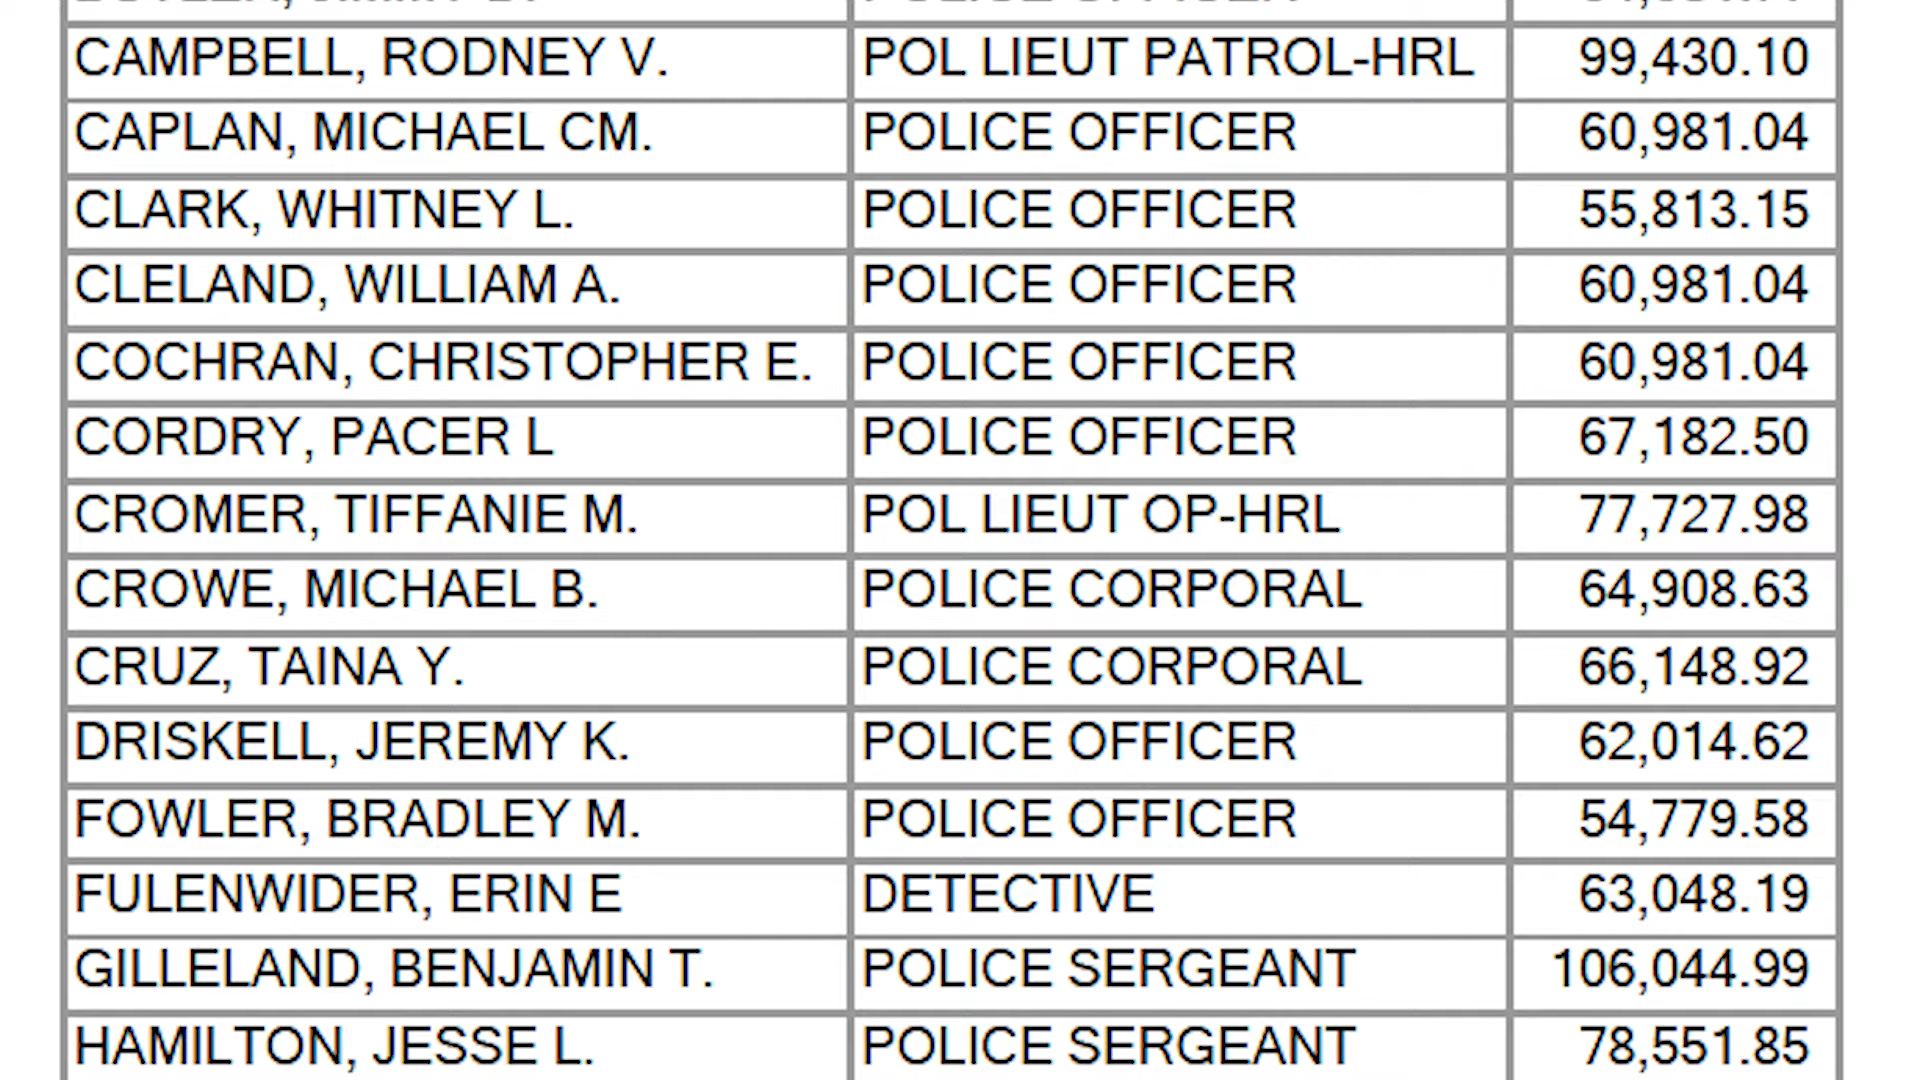 CAMPBELL, RODNEY V. POL LIEUT PATROL-HRL 99,430.10
CAPLAN, MICHAEL CM. POLICE OFFICER 60,981.04
CLARK, WHITNEY L. POLICE OFFICER 55,813.15
CLELAND, WILLIAM A. POLICE OFFICER 60,981.04
COCHRAN, CHRISTOPHER E. POLICE OFFICER 60,981.04
CORDRY, PACER L POLICE OFFICER 67,182.50
CROMER, TIFFANIE M. POL LIEUT OP-HRL 77,727.98
CROWE, MICHAEL B. POLICE CORPORAL 64,908.63
CRUZ, TAINA Y. POLICE CORPORAL 66,148.92
DRISKELL, JEREMY K. POLICE OFFICER 62,014.62
FOWLER, BRADLEY M. POLICE OFFICER 54,779.58
FULENWIDER, ERIN E DETECTIVE 63,048.19
GILLELAND, BENJAMIN T. POLICE SERGEANT 106,044.99
HAMILTON, JESSE L. POLICE SERGEANT 78,551.85